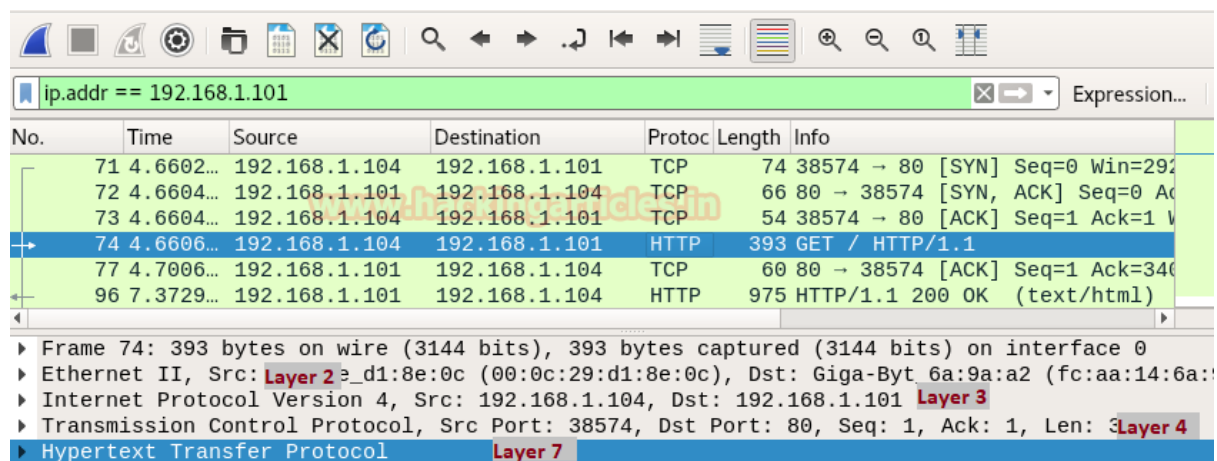 ip.addr == 192.168.1.101 Expression...
No. Time Source Destination Protoc Length Info
71 4.6602… 192.168.1.104 192.168.1.101 TCP 74 38574 → 80 [SYN] Seq=0 Win=292
72 4.6604… 192.168.1.101 192.168.1.104 TCP 66 80 → 38574 [SYN, ACK] Seq=0 Ac
www.hackingarticles.in
73 4.6604… 192.168.1.104 192.168.1.101 TCP 54 38574 → 80 [ACK] Seq=1 Ack=1 W
74 4.6606… 192.168.1.104 192.168.1.101 HTTP 393 GET / HTTP/1.1
77 4.7006… 192.168.1.101 192.168.1.104 TCP 60 80 → 38574 [ACK] Seq=1 Ack=340
96 7.3729… 192.168.1.101 192.168.1.104 HTTP 975 HTTP/1.1 200 OK (text/html)
Frame 74: 393 bytes on wire (3144 bits), 393 bytes captured (3144 bits) on interface 0
Ethernet II, Src: Layer 2 e_d1:8e:0c (00:0c:29:d1:8e:0c), Dst: Giga-Byt_6a:9a:a2 (fc:aa:14:6a:9
Internet Protocol Version 4, Src: 192.168.1.104, Dst: 192.168.1.101 Layer 3
Transmission Control Protocol, Src Port: 38574, Dst Port: 80, Seq: 1, Ack: 1, Len: 3 Layer 4
Hypertext Transfer Protocol Layer 7